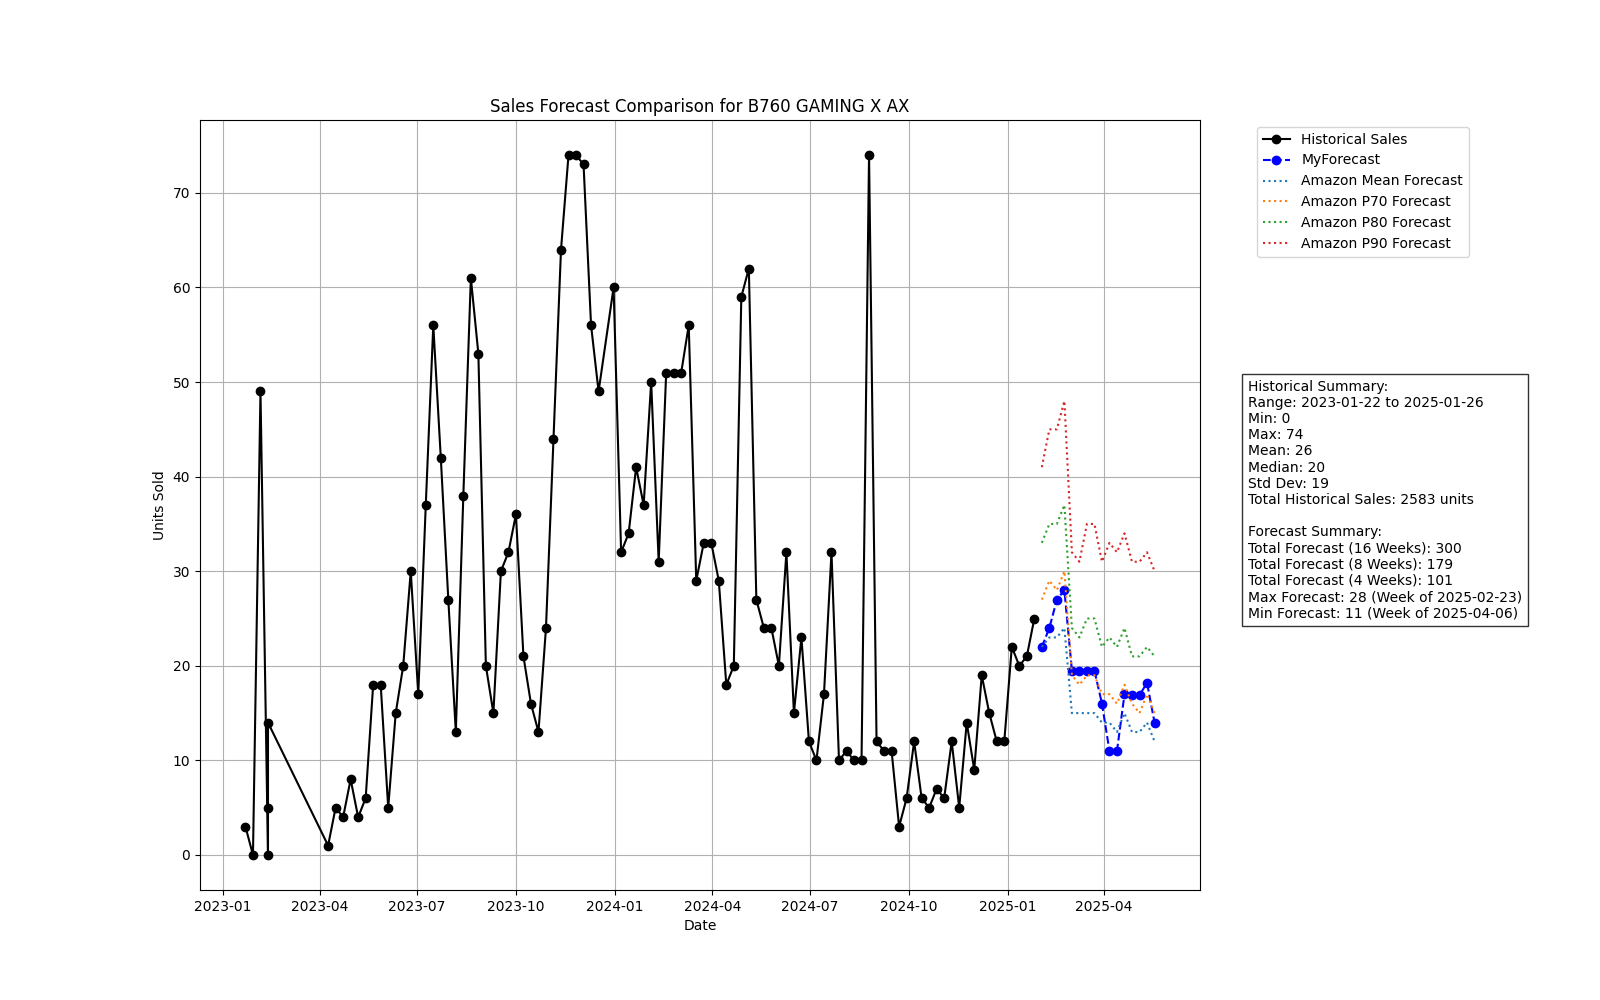 Sales Forecast Comparison for B760 GAMING X AX
Historical Sales
MyForecast
Amazon Mean Forecast
Amazon P70 Forecast
Amazon P80 Forecast
Amazon P90 Forecast
Units Sold
70
60
50
40
30
20
10
0
2023-01
2023-04
2023-07
2023-10
2024-01
2024-04
2024-07
2024-10
2025-01
2025-04
Date
Historical Summary:
Range: 2023-01-22 to 2025-01-26
Min: 0
Max: 74
Mean: 26
Median: 20
Std Dev: 19
Total Historical Sales: 2583 units
Forecast Summary:
Total Forecast (16 Weeks): 300
Total Forecast (8 Weeks): 179
Total Forecast (4 Weeks): 101
Max Forecast: 28 (Week of 2025-02-23)
Min Forecast: 11 (Week of 2025-04-06)